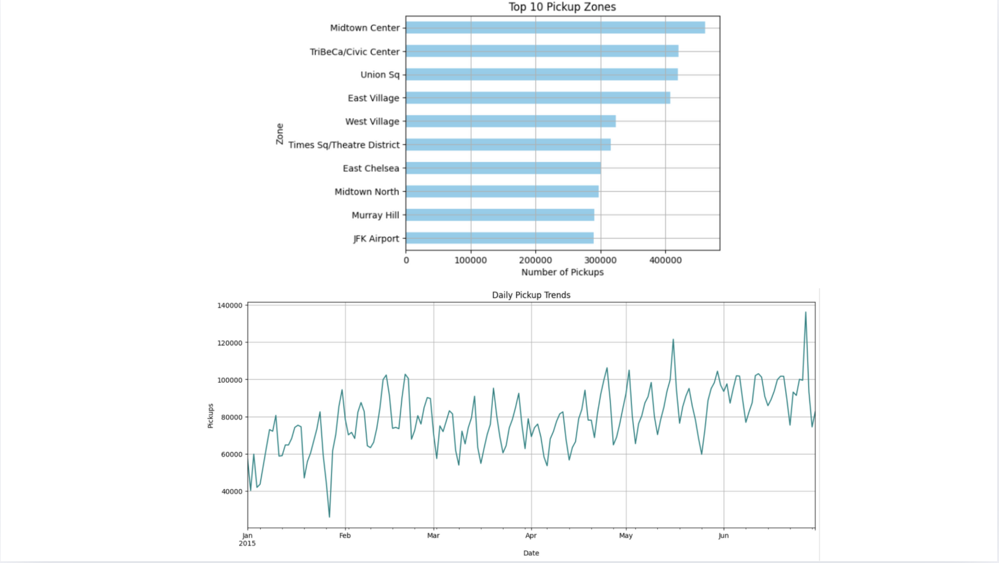 Top 10 Pickup Zones
Midtown Center
TriBeCa/Civic Center
Union Sq
East Village
West Village
Times Sq/Theatre District
East Chelsea
Midtown North
Murray Hill
JFK Airport
Zone
0 100000 200000 300000 400000
Number of Pickups
Daily Pickup Trends
140000
120000
100000
80000
60000
40000
Pickups
Jan Feb Mar Apr May Jun
2015
Date